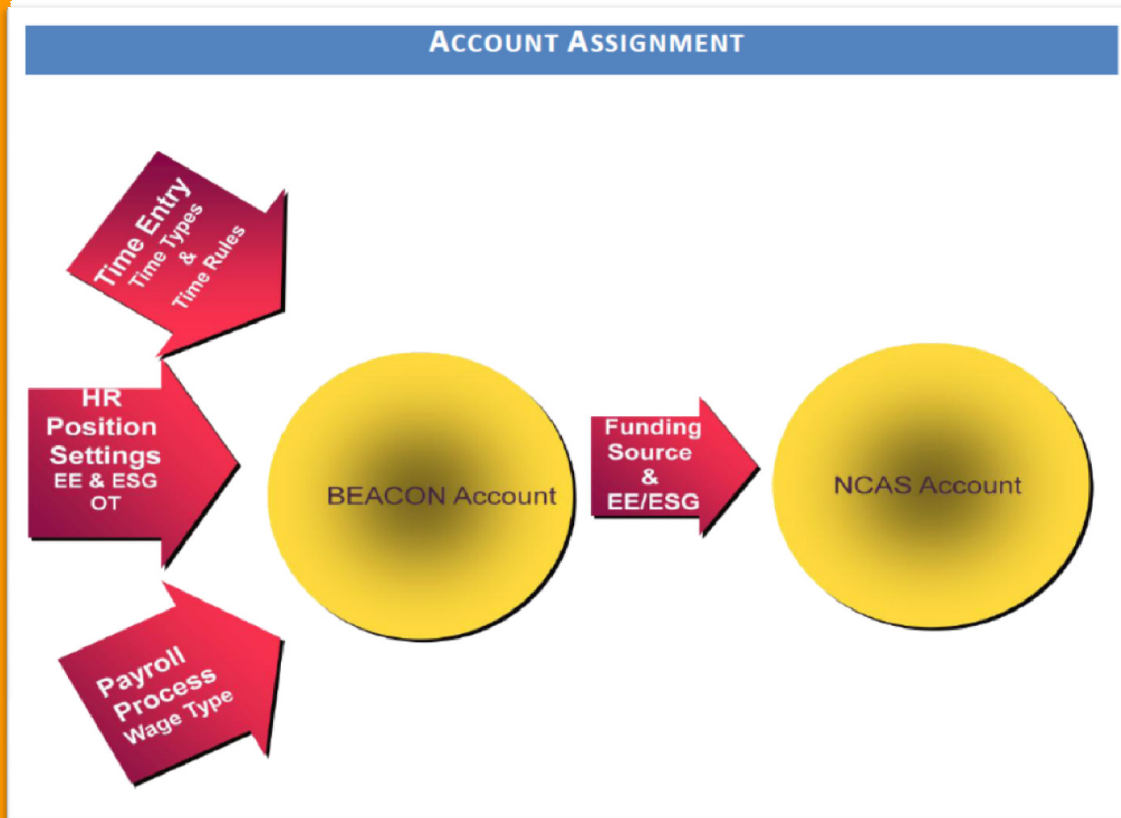 ACCOUNT ASSIGNMENT
Time Entry
Time Types
&
Time Rules
HR
Position
Settings
EE & ESG
OT
Payroll
Process
Wage Type
BEACON Account
Funding
Source
&
EE/ESG
NCAS Account